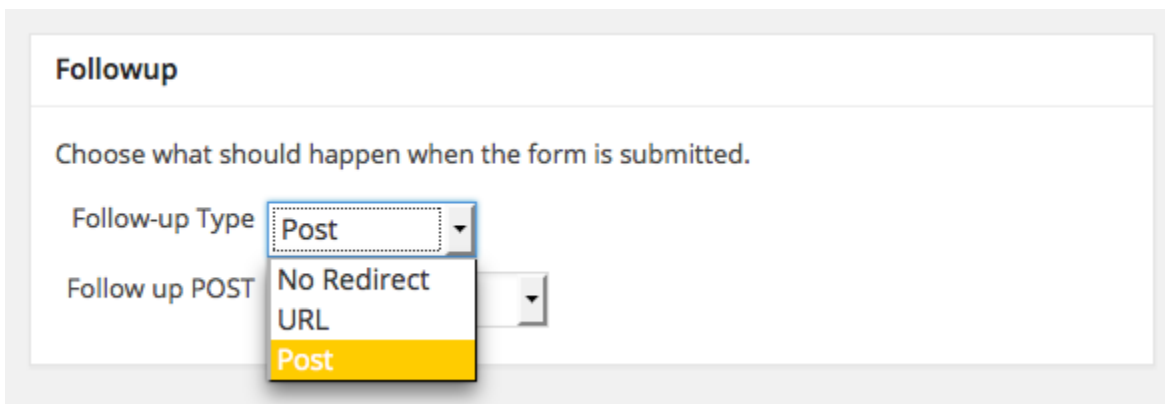 Followup
Choose what should happen when the form is submitted.
Follow-up Type Post
Follow up POST
No Redirect
URL
Post